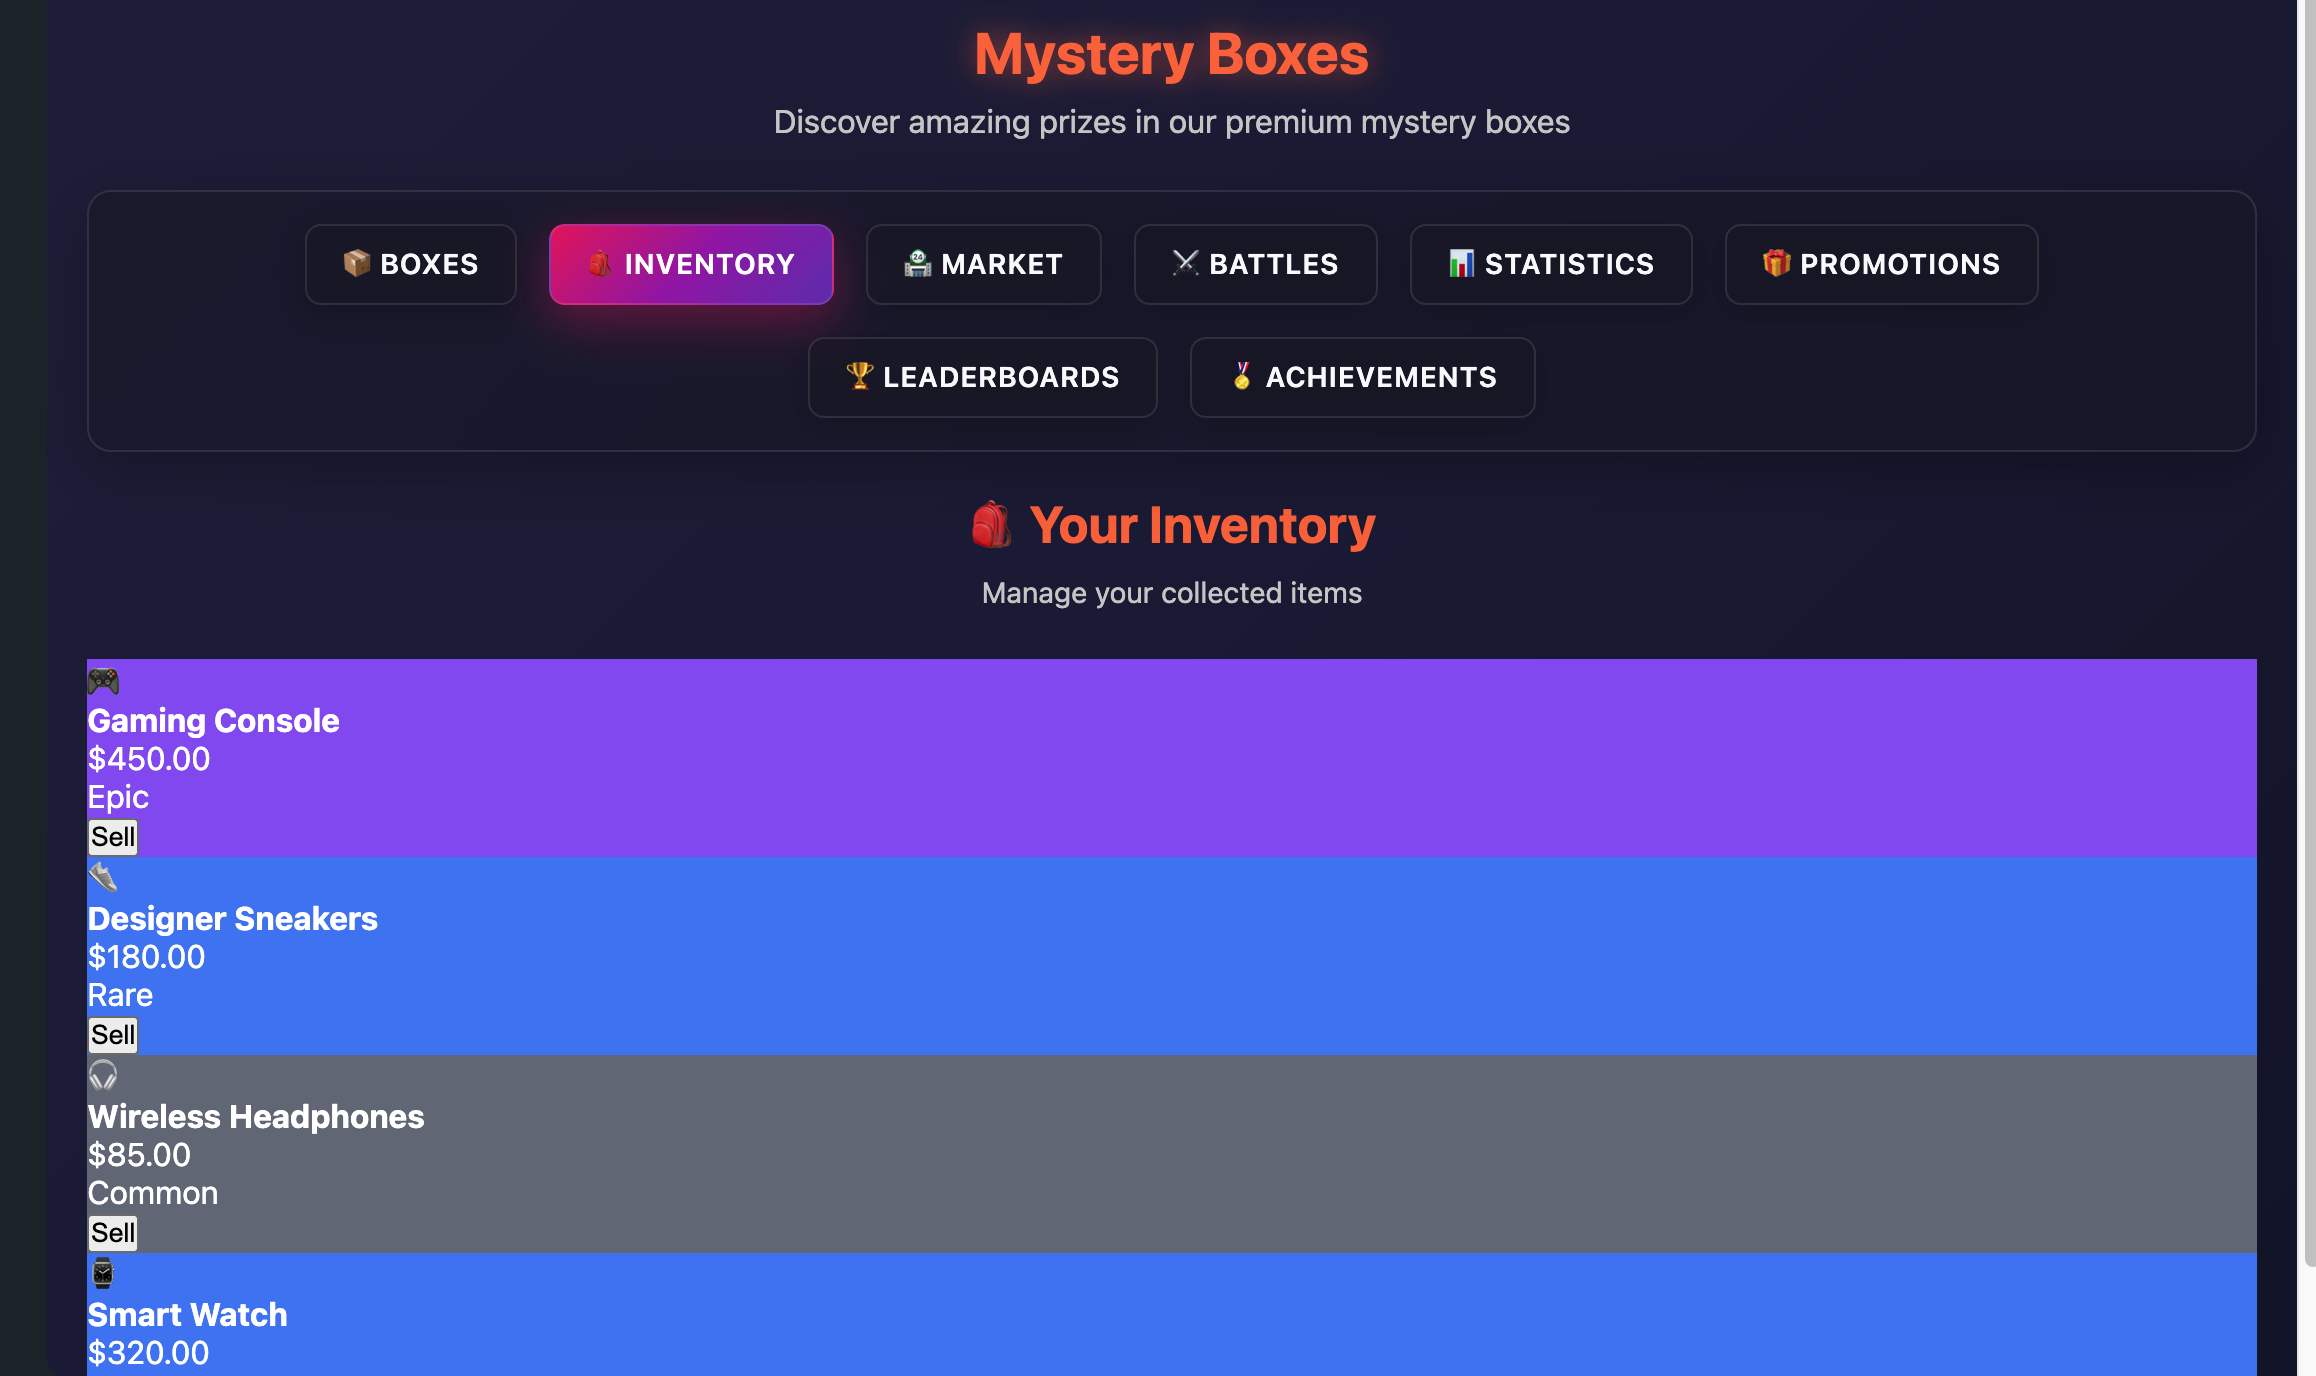 Mystery Boxes
Discover amazing prizes in our premium mystery boxes
📦 BOXES
🎒 INVENTORY
🏪 MARKET
⚔️ BATTLES
📊 STATISTICS
🎁 PROMOTIONS
🏆 LEADERBOARDS
🏅 ACHIEVEMENTS
🎒 Your Inventory
Manage your collected items
Gaming Console
$450.00
Epic
Sell
Designer Sneakers
$180.00
Rare
Sell
Wireless Headphones
$85.00
Common
Sell
Smart Watch
$320.00